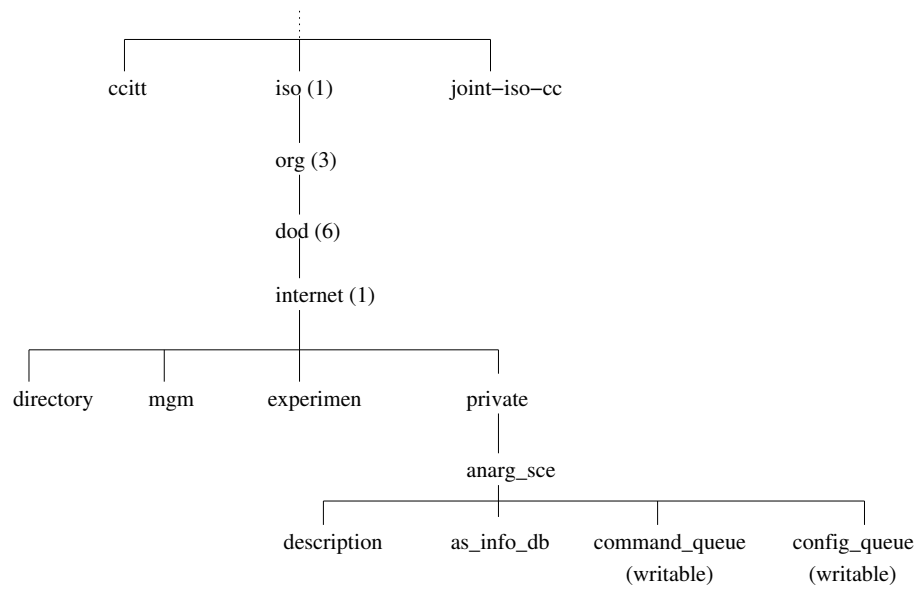 ccitt iso (1) joint−iso−cc
org (3)
dod (6)
internet (1)
directory mgm experimen private
anarg_sce
description as_info_db command_queue config_queue
(writable) (writable)